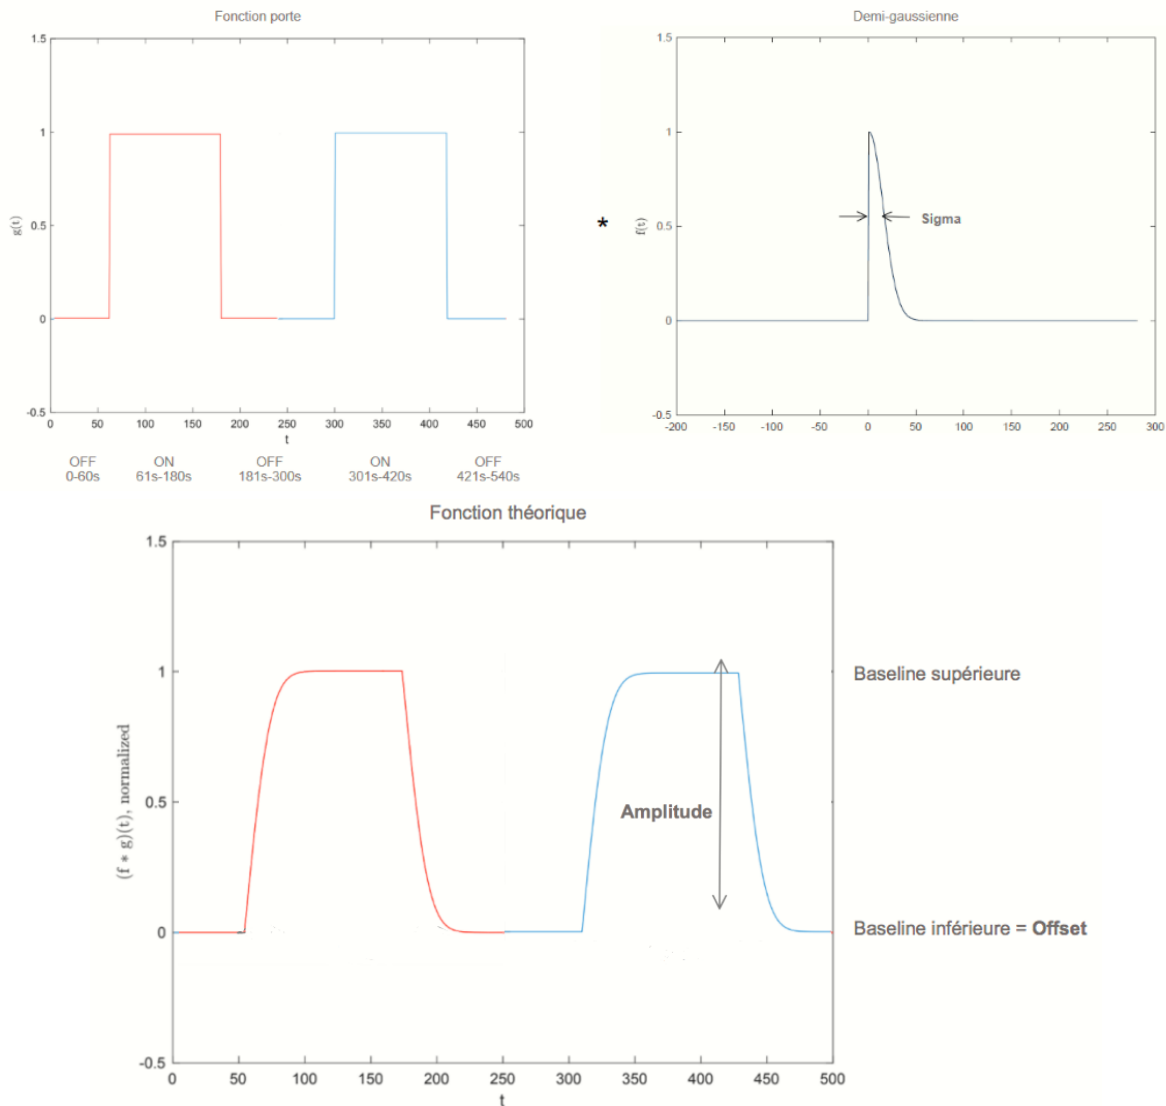 Fonction porte
1.5
1
0.5
0
-0.5
g(t)
0 50 100 150 200 250 300 350 400 450 500
t
OFF ON OFF ON OFF
0-60s 61s-180s 181s-300s 301s-420s 421s-540s
*
Demi-gaussienne
1.5
1
0.5
0
-0.5
f(t)
Sigma
-200 -150 -100 -50 0 50 100 150 200 250 300
Fonction théorique
1.5
1
0.5
0
-0.5
(f * g)(t), normalized
Baseline supérieure
Amplitude
Baseline inférieure = Offset
0 50 100 150 200 250 300 350 400 450 500
t